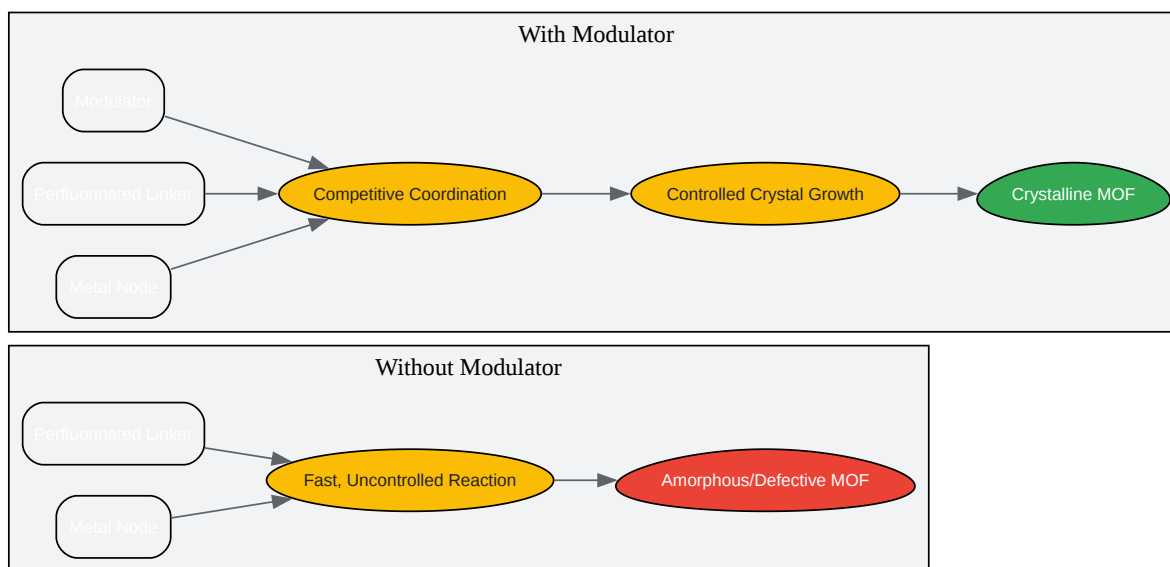 With Modulator
Modulator
Perfluorinated Linker
Metal Node
Competitive Coordination
Controlled Crystal Growth
Crystalline MOF
Without Modulator
Perfluorinated Linker
Metal Node
Fast, Uncontrolled Reaction
Amorphous/Defective MOF